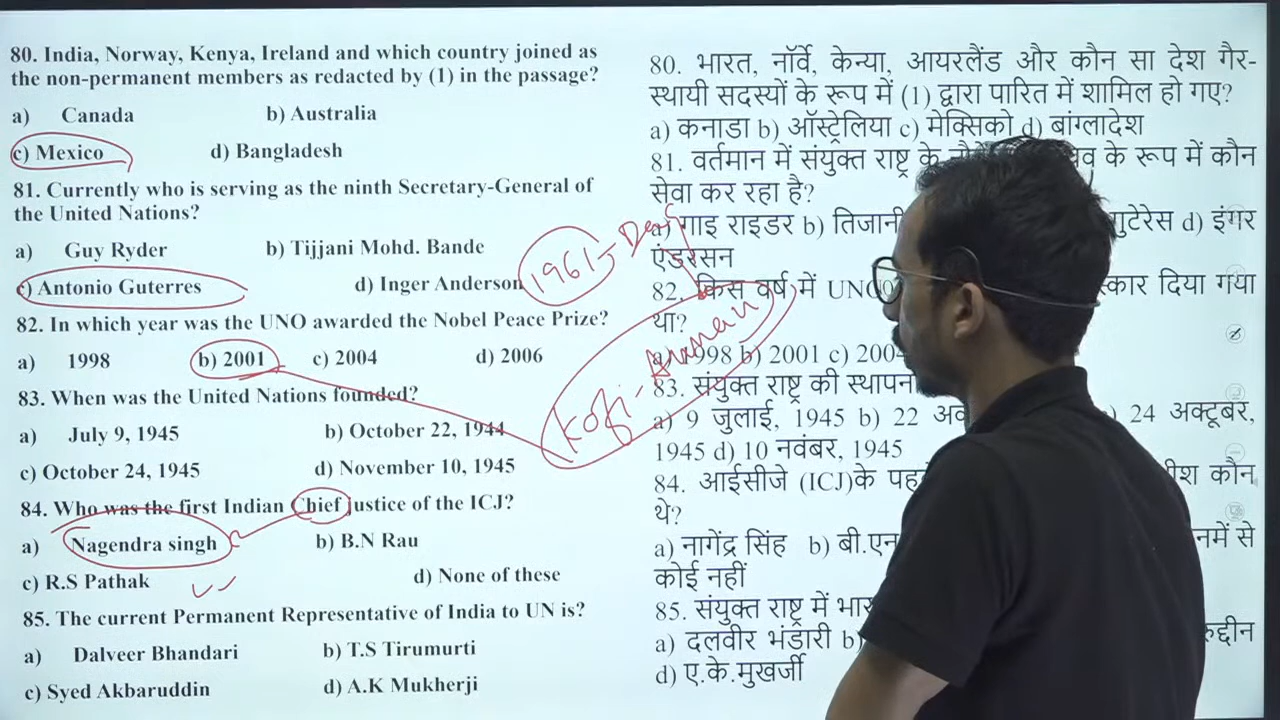 80. India, Norway, Kenya, Ireland and which country joined as
the non-permanent members as redacted by (1) in the passage?
a) Canada b) Australia
c) Mexico d) Bangladesh
81. Currently who is serving as the ninth Secretary-General of
the United Nations?
a) Guy Ryder b) Tijjani Mohd. Bande
c) Antonio Guterres d) Inger Anderson
82. In which year was the UNO awarded the Nobel Peace Prize?
a) 1998 b) 2001 c) 2004 d) 2006
83. When was the United Nations founded?
a) July 9, 1945 b) October 22, 1944
c) October 24, 1945 d) November 10, 1945
84. Who was the first Indian Chief justice of the ICJ?
a) Nagendra singh b) B.N Rau
c) R.S Pathak d) None of these
85. The current Permanent Representative of India to UN is?
a) Dalveer Bhandari b) T.S Tirumurti
c) Syed Akbaruddin d) A.K Mukherji
1961 -
Kofi-Annan
80. भारत, नॉर्वे, केन्या, आयरलैंड और कौन सा देश गैर-
स्थायी सदस्यों के रूप में (1) द्वारा पारित में शामिल हो गए?
a) कनाडा b) ऑस्ट्रेलिया c) मेक्सिको d) बांग्लादेश
81. वर्तमान में संयुक्त राष्ट्र के के रूप में कौन
सेवा कर रहा है?
a) गाइ राइडर b) तिजानी गुटेरेस d) इंगर
एंडरसन
82. किस वर्ष में UNO दिया गया
था?
a) 1998 b) 2001 c) 2004
83. संयुक्त राष्ट्र की स्थापना
a) 9 जुलाई, 1945 b) 22 24 अक्टूबर,
1945 d) 10 नवंबर, 1945
84. आईसीजे (ICJ)के कौन
थे?
a) नागेंद्र सिंह b) बी.एन में से
कोई नहीं
85. संयुक्त राष्ट्र में
a) दलवीर भंडारी b)
d) ए.के.मुखर्जी